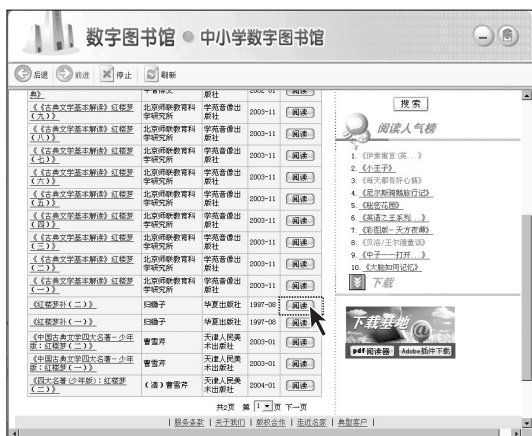 数字图书馆 中小学数字图书馆
后退 前进 停止 刷新
典》 版社 2002-01 阅读
《《古典文学基本解读》红楼梦(九)》 北京师联教育科学研究所 学苑音像出版社 2003-11 阅读
《《古典文学基本解读》红楼梦(八)》 北京师联教育科学研究所 学苑音像出版社 2003-11 阅读
《《古典文学基本解读》红楼梦(七)》 北京师联教育科学研究所 学苑音像出版社 2003-11 阅读
《《古典文学基本解读》红楼梦(六)》 北京师联教育科学研究所 学苑音像出版社 2003-11 阅读
《《古典文学基本解读》红楼梦(五)》 北京师联教育科学研究所 学苑音像出版社 2003-11 阅读
《《古典文学基本解读》红楼梦(四)》 北京师联教育科学研究所 学苑音像出版社 2003-11 阅读
《《古典文学基本解读》红楼梦(三)》 北京师联教育科学研究所 学苑音像出版社 2003-11 阅读
《《古典文学基本解读》红楼梦(二)》 北京师联教育科学研究所 学苑音像出版社 2003-11 阅读
《《古典文学基本解读》红楼梦(一)》 北京师联教育科学研究所 学苑音像出版社 2003-11 阅读
《红楼梦补(二)》 归锄子 华夏出版社 1997-08 阅读
《红楼梦补(一)》 归锄子 华夏出版社 1997-08 阅读
《中国古典文学四大名著-少年版:红楼梦(二)》 曹雪芹 天津人民美术出版社 2003-01 阅读
《中国古典文学四大名著-少年版:红楼梦(一)》 曹雪芹 天津人民美术出版社 2003-01 阅读
《四大名著(少年版):红楼梦(二)》 (清)曹雪芹 天津人民美术出版社 2004-01 阅读
共2页 第 1 页 下一页
搜索
阅读人气榜
1. 《伊索寓言(英...》
2. 《小王子》
3. 《每天都有好心情》
4. 《尼尔斯骑鹅旅行记》
5. 《秘密花园》
6. 《英语之王系列...》
7. 《彩图版-天方夜谭》
8. 《贝洛/王尔德童话》
9. 《中子——打开...》
10. 《大脑如何记忆》
下载
下载基地
pdf阅读器 Adobe插件下载
| 服务条款 | 关于我们 | 版权合作 | 走近名家 | 典型客户 |